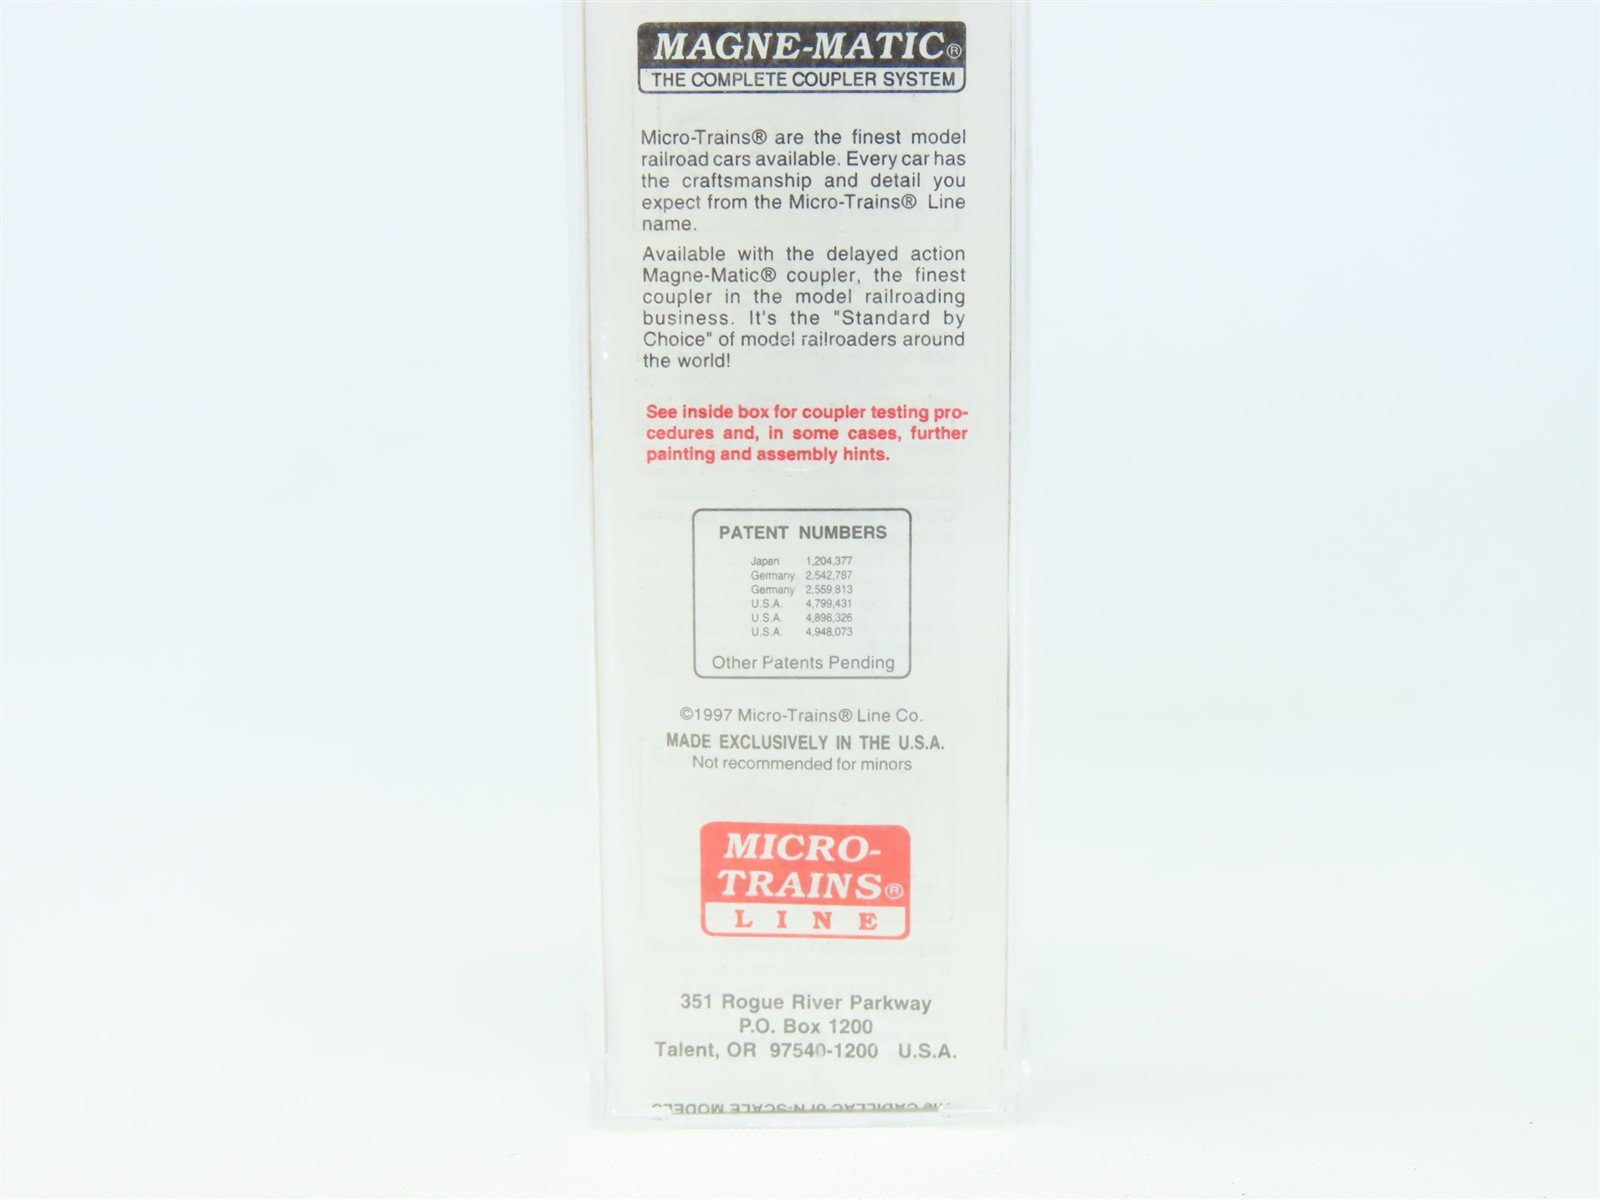 MAGNE-MATIC®
THE COMPLETE COUPLER SYSTEM
Micro-Trains® are the finest model
railroad cars available. Every car has
the craftsmanship and detail you
expect from the Micro-Trains® Line
name.
Available with the delayed action
Magne-Matic® coupler, the finest
coupler in the model railroading
business. It's the "Standard by
Choice" of model railroaders around
the world!
See inside box for coupler testing pro-
cedures and, in some cases, further
painting and assembly hints.
PATENT NUMBERS
Japan 1,204,377
Germany 2,542,787
Germany 2,559,813
U.S.A. 4,799,431
U.S.A. 4,898,326
U.S.A. 4,948,073
Other Patents Pending
©1997 Micro-Trains® Line Co.
MADE EXCLUSIVELY IN THE U.S.A.
Not recommended for minors
MICRO-
TRAINS®
LINE
351 Rogue River Parkway
P.O. Box 1200
Talent, OR 97540-1200 U.S.A.
The CADILLAC of N-SCALE MODELS